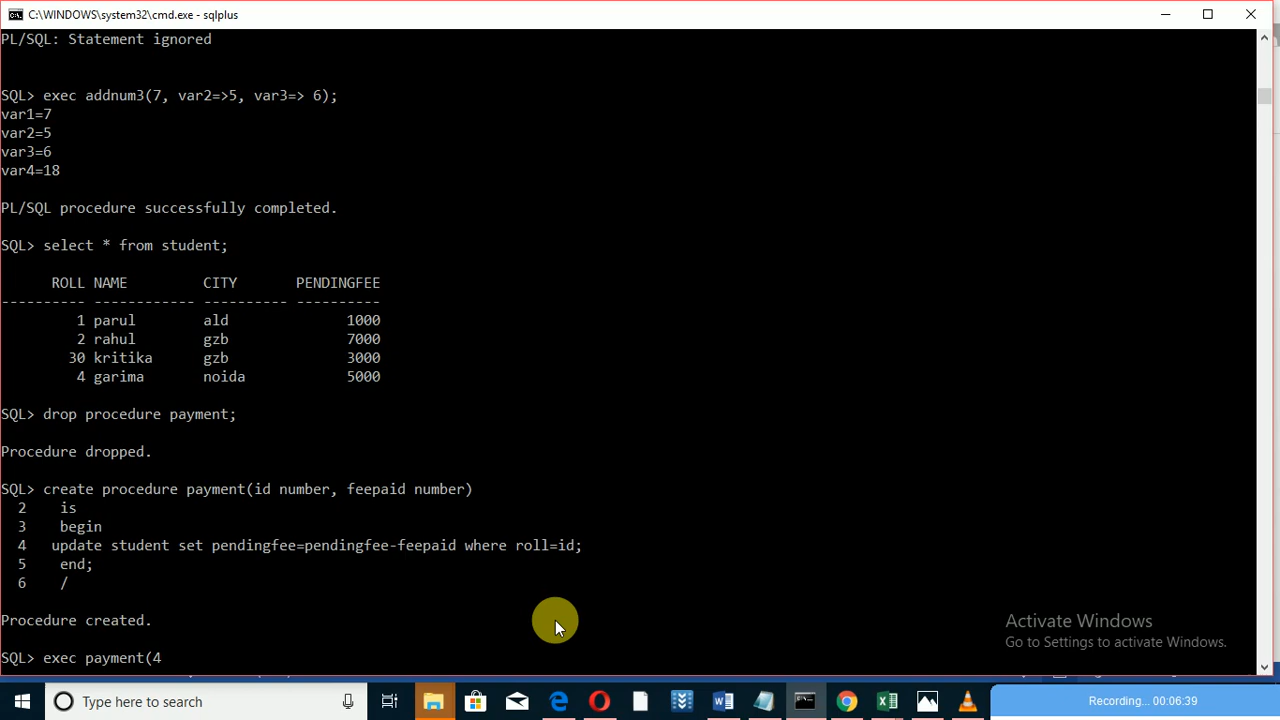 C:\WINDOWS\system32\cmd.exe - sqlplus
PL/SQL: Statement ignored
SQL> exec addnum3(7, var2=>5, var3=> 6);
var1=7
var2=5
var3=6
var4=18
PL/SQL procedure successfully completed.
SQL> select * from student;
ROLL NAME CITY PENDINGFEE
---------- ------------ ---------- ----------
1 parul ald 1000
2 rahul gzb 7000
30 kritika gzb 3000
4 garima noida 5000
SQL> drop procedure payment;
Procedure dropped.
SQL> create procedure payment(id number, feepaid number)
2 is
3 begin
4 update student set pendingfee=pendingfee-feepaid where roll=id;
5 end;
6 /
Procedure created.
SQL> exec payment(4
Activate Windows
Go to Settings to activate Windows.
Type here to search
Recording... 00:06:39